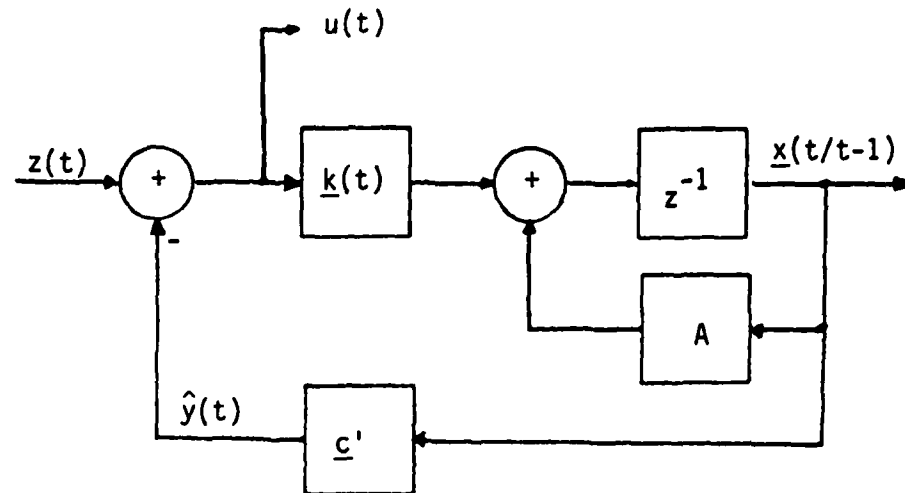 u(t)
z(t)
+
k(t)
+
z^-1
x(t/t-1)
-
A
ŷ(t)
c'